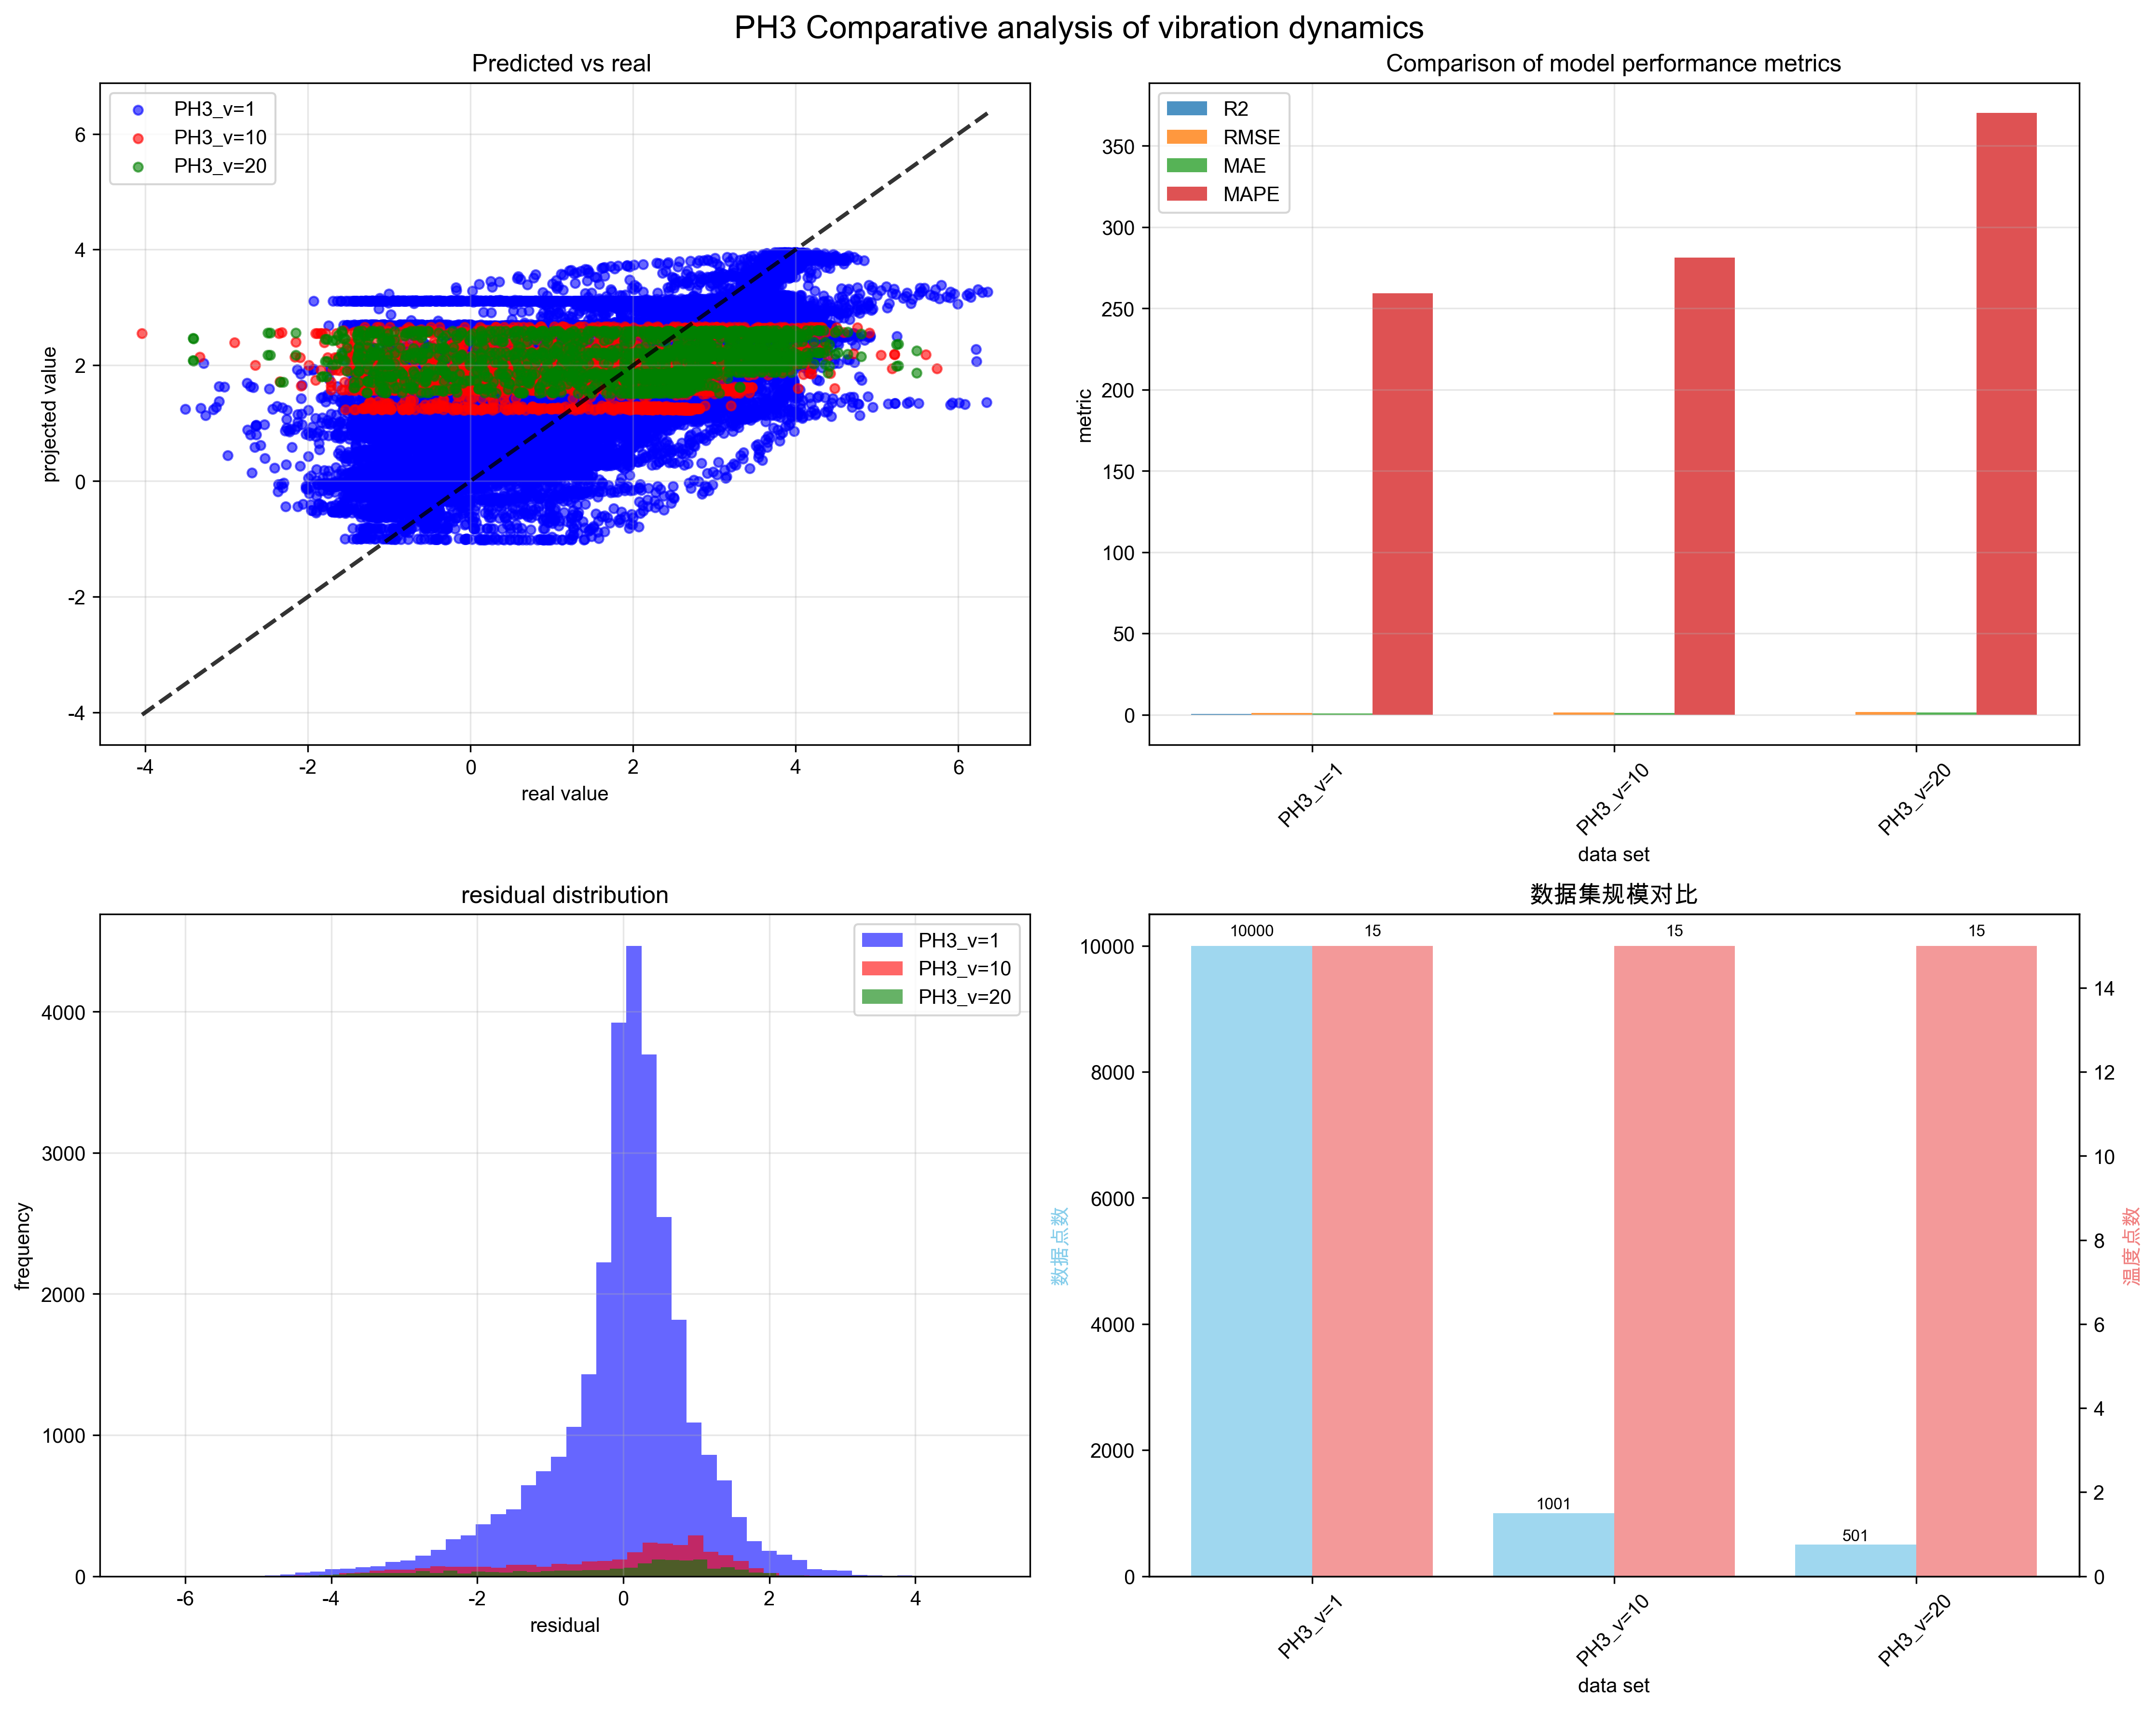 PH3 Comparative analysis of vibration dynamics
Predicted vs real
PH3_v=1
PH3_v=10
PH3_v=20
6
4
2
0
-2
-4
projected value
-4
-2
0
2
4
6
real value
Comparison of model performance metrics
R2
RMSE
MAE
MAPE
350
300
250
200
150
100
50
0
metric
PH3_v=1
PH3_v=10
PH3_v=20
data set
residual distribution
PH3_v=1
PH3_v=10
PH3_v=20
4000
3000
2000
1000
0
frequency
-6
-4
-2
0
2
4
residual
数据集规模对比
10000
15
15
15
1001
501
10000
8000
6000
4000
2000
0
数据点数
14
12
10
8
6
4
2
0
温度点数
PH3_v=1
PH3_v=10
PH3_v=20
data set